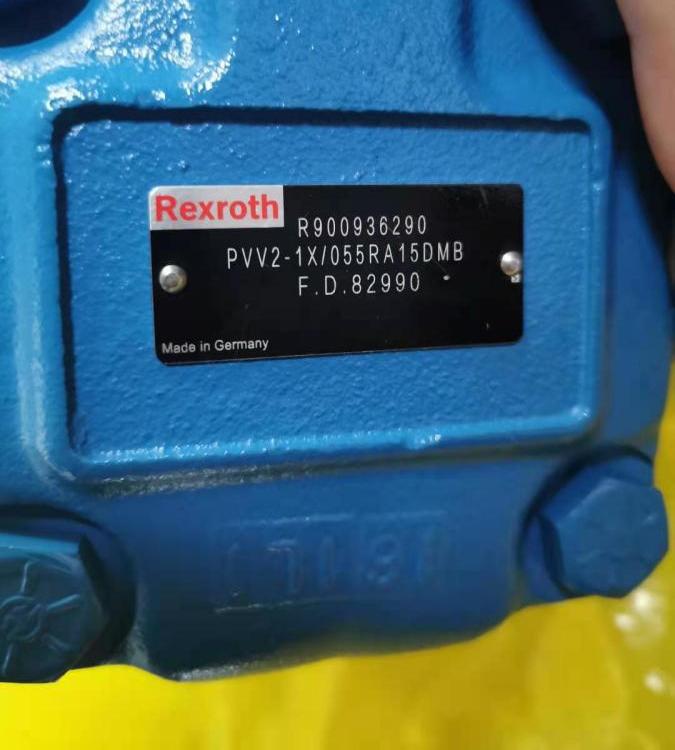 Rexroth
R900936290
PVV2-1X/055RA15DMB
F.D.82990
Made in Germany